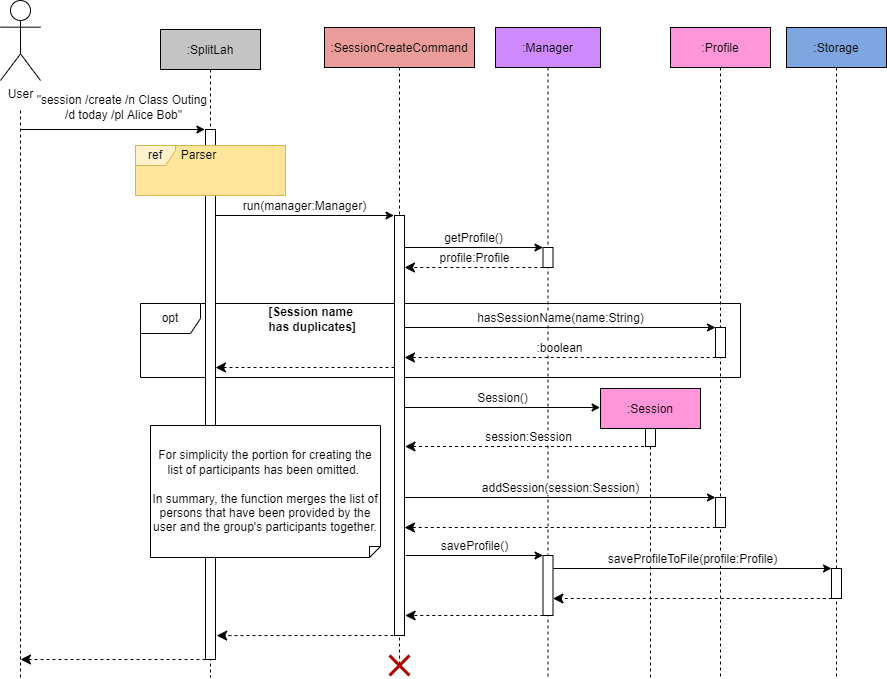 :SplitLah
:SessionCreateCommand
:Manager
:Profile
:Storage
User
"session /create /n Class Outing
/d today /pl Alice Bob"
ref
Parser
run(manager:Manager)
getProfile()
profile:Profile
opt
[Session name
has duplicates]
hasSessionName(name:String)
:boolean
Session()
:Session
session:Session
For simplicity the portion for creating the
list of participants has been omitted.
In summary, the function merges the list of
persons that have been provided by the
user and the group's participants together.
addSession(session:Session)
saveProfile()
saveProfileToFile(profile:Profile)